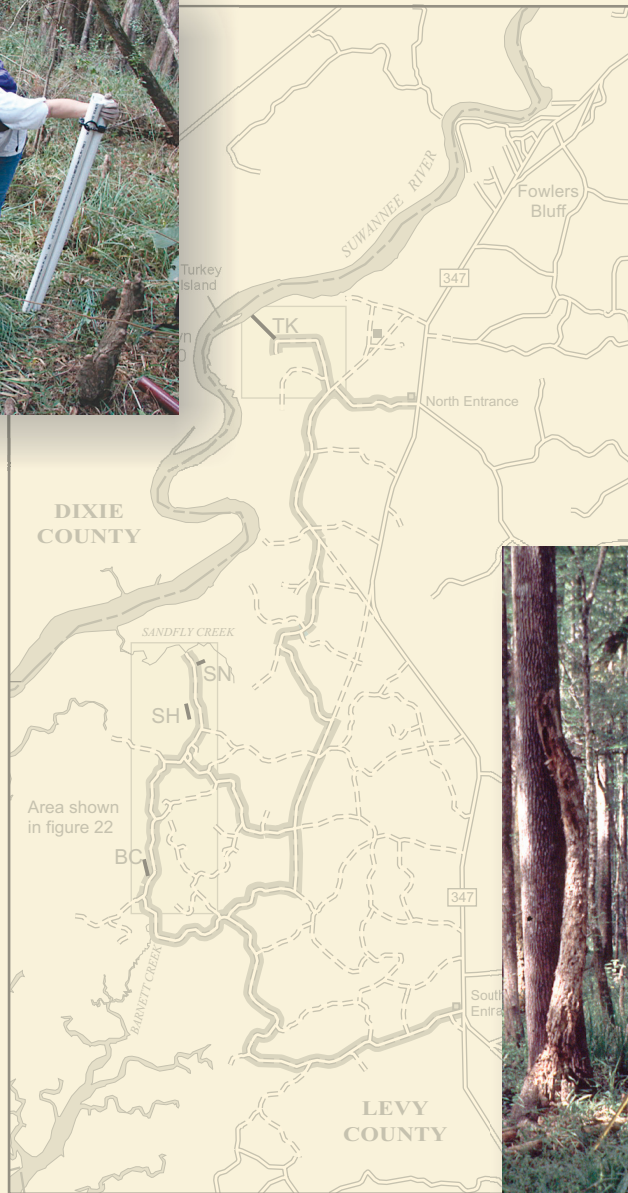 SUWANNEE RIVER
Fowlers
Bluff
347
Turkey
Island
TK
North Entrance
DIXIE
COUNTY
SANDFLY CREEK
SN
SH
Area shown
in figure 22
BC
347
BARNETT CREEK
South
LEVY
COUNTY